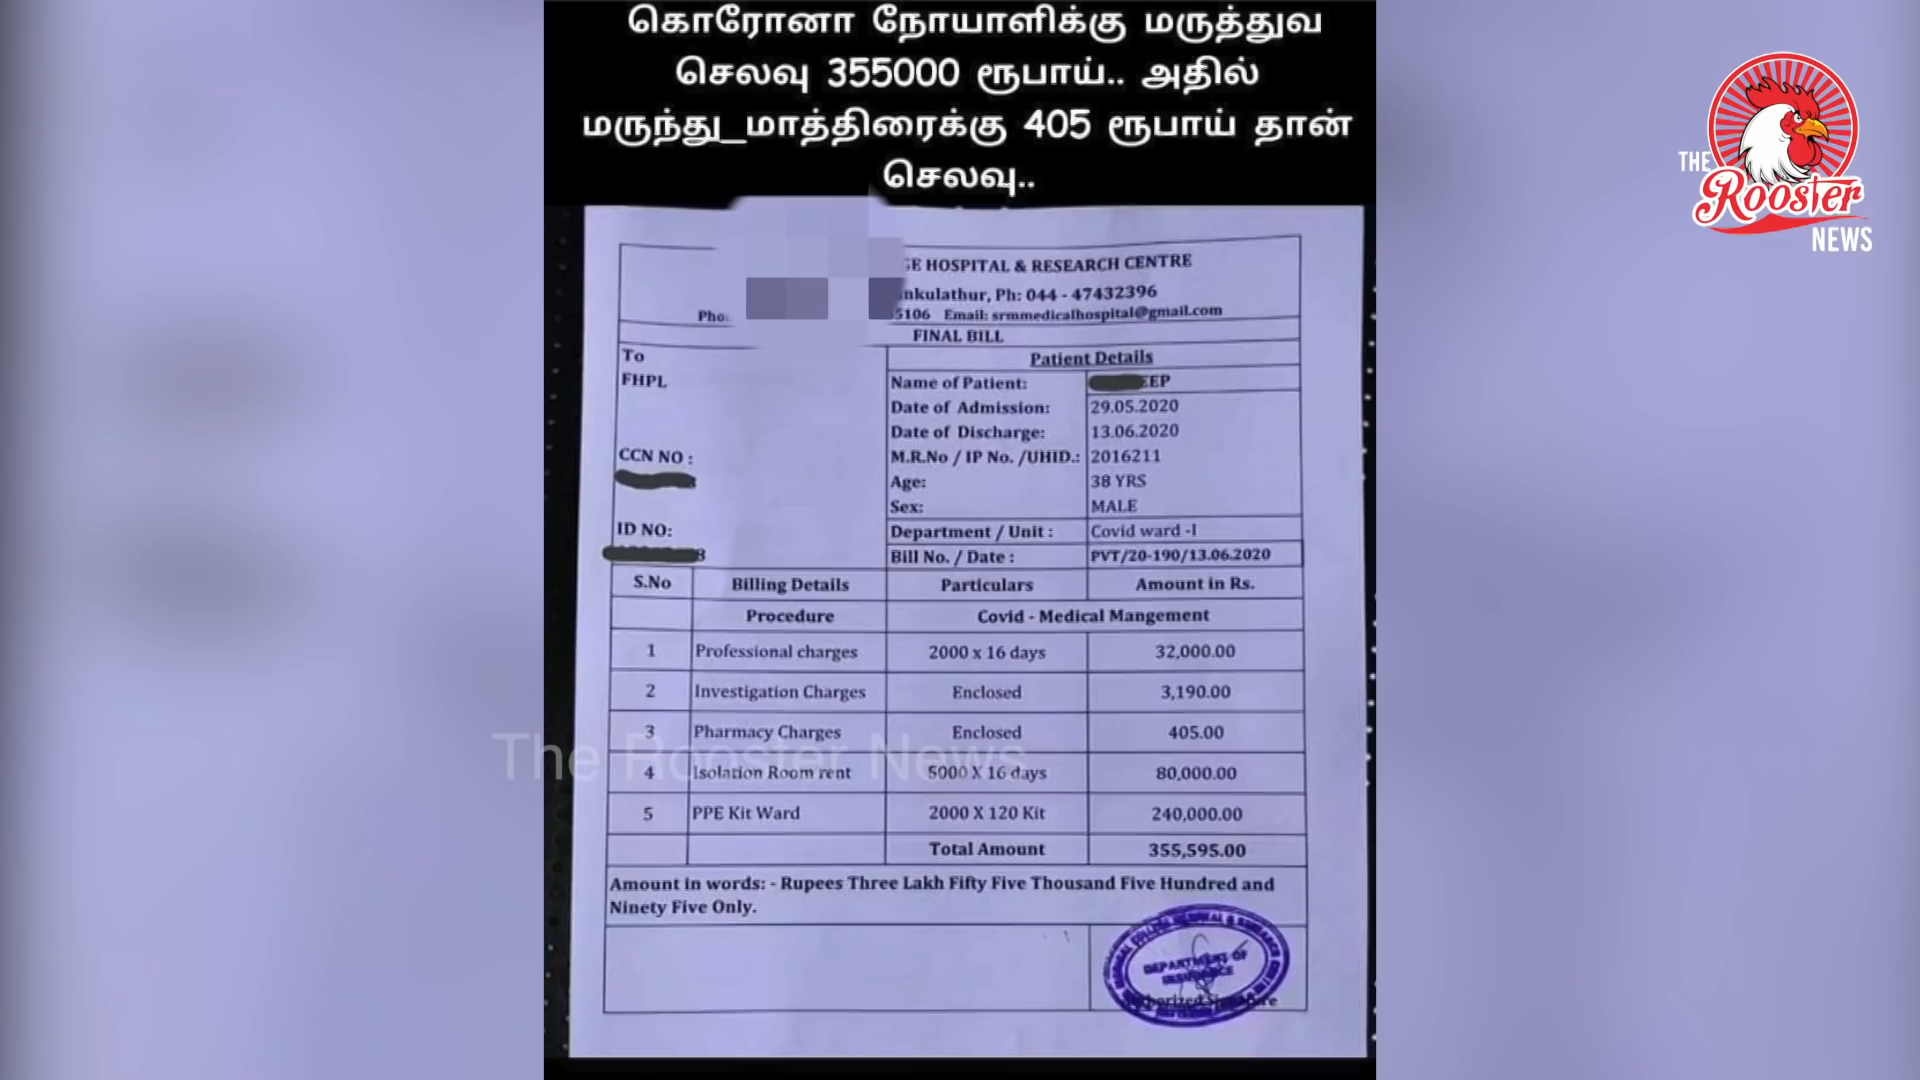 கொரோனா நோயாளிக்கு மருத்துவ
செலவு 355000 ரூபாய்.. அதில்
மருந்து_மாத்திரைக்கு 405 ரூபாய் தான்
செலவு..
THE
Rooster
NEWS
GE HOSPITAL & RESEARCH CENTRE
nkulathur, Ph: 044 - 47432396
Pho: 5106 Email: srmmedicalhospital@gmail.com
FINAL BILL
To
FHPL
CCN NO :
ID NO:
8
Patient Details
Name of Patient: EEP
Date of Admission: 29.05.2020
Date of Discharge: 13.06.2020
M.R.No / IP No. /UHID.: 2016211
Age: 38 YRS
Sex: MALE
Department / Unit : Covid ward -I
Bill No. / Date : PVT/20-190/13.06.2020
S.No Billing Details Particulars Amount in Rs.
Procedure Covid - Medical Mangement
1 Professional charges 2000 x 16 days 32,000.00
2 Investigation Charges Enclosed 3,190.00
3 Pharmacy Charges Enclosed 405.00
The Rooster News
4 Isolation Room rent 5000 X 16 days 80,000.00
5 PPE Kit Ward 2000 X 120 Kit 240,000.00
Total Amount 355,595.00
Amount in words: - Rupees Three Lakh Fifty Five Thousand Five Hundred and
Ninety Five Only.
DEPARTMENT OF
INSURANCE